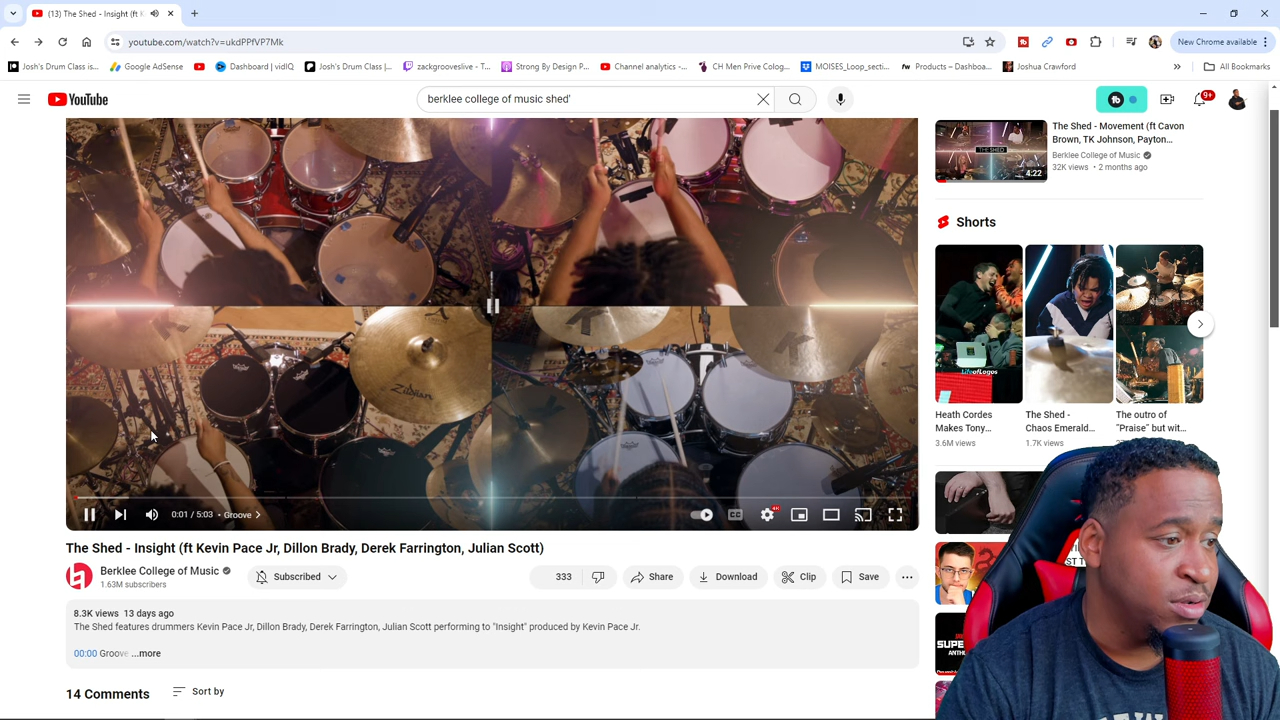 (13) The Shed - Insight (ft K
youtube.com/watch?v=ukdPPfVP7Mk
New Chrome available
Josh's Drum Class is...
Google AdSense
Dashboard | vidIQ
Josh's Drum Class |...
zackgrooveslive - T...
Strong By Design P...
Channel analytics -...
CH Men Prive Colog...
MOISES_Loop_secti...
Products – Dashboa...
Joshua Crawford
»
All Bookmarks
YouTube
berklee college of music shed'
9+
The Shed - Movement (ft Cavon
Brown, TK Johnson, Payton...
Berklee College of Music
32K views • 2 months ago
4:22
THE SHED
Shorts
LifeofLogos
Heath Cordes
Makes Tony...
3.6M views
The Shed -
Chaos Emerald...
1.7K views
The outro of
"Praise" but wit...
Zildjian
0:01 / 5:03 • Groove
CC
The Shed - Insight (ft Kevin Pace Jr, Dillon Brady, Derek Farrington, Julian Scott)
Berklee College of Music
1.63M subscribers
Subscribed
333
Share
Download
Clip
Save
8.3K views 13 days ago
The Shed features drummers Kevin Pace Jr, Dillon Brady, Derek Farrington, Julian Scott performing to "Insight" produced by Kevin Pace Jr.
00:00 Groove ...more
14 Comments
Sort by